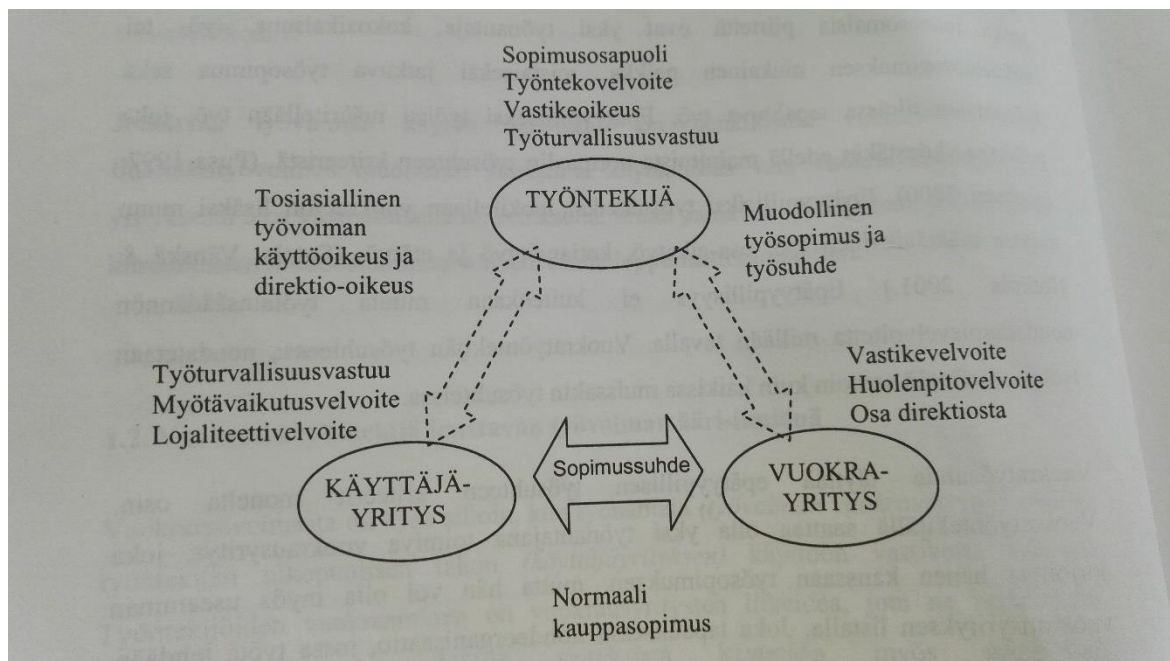 Sopimusosapuoli
Työntekovelvoite
Vastikeoikeus
Työturvallisuusvastuu
TYÖNTEKIJÄ
Tosiasiallinen
työvoiman
käyttöoikeus ja
direktio-oikeus
Muodollinen
työsopimus ja
työsuhde
Työturvallisuusvastuu
Myötävaikutusvelvoite
Lojaliteettivelvoite
Vastikevelvoite
Huolenpitovelvoite
Osa direktiosta
KÄYTTÄJÄ-
YRITYS
Sopimussuhde
VUOKRA-
YRITYS
Normaali
kauppasopimus